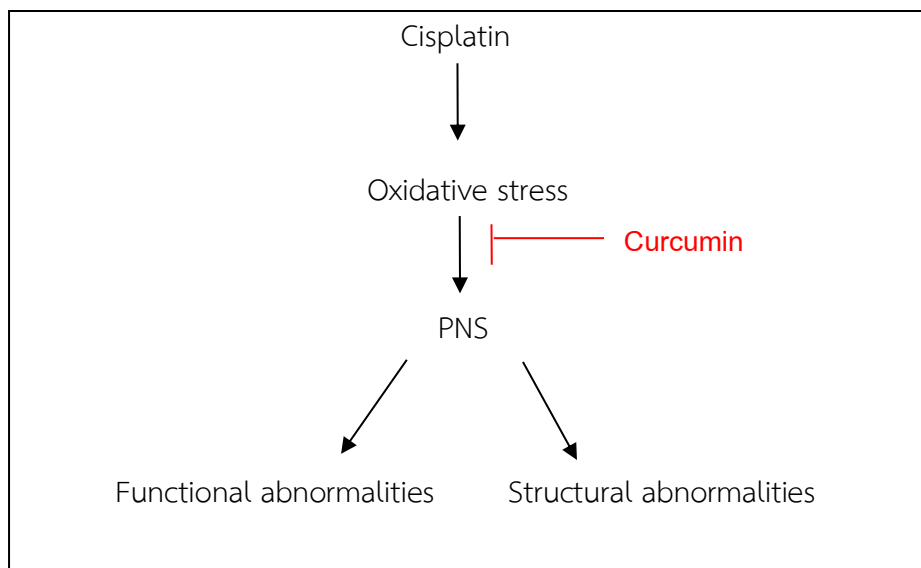 Cisplatin
Oxidative stress
Curcumin
PNS
Functional abnormalities
Structural abnormalities